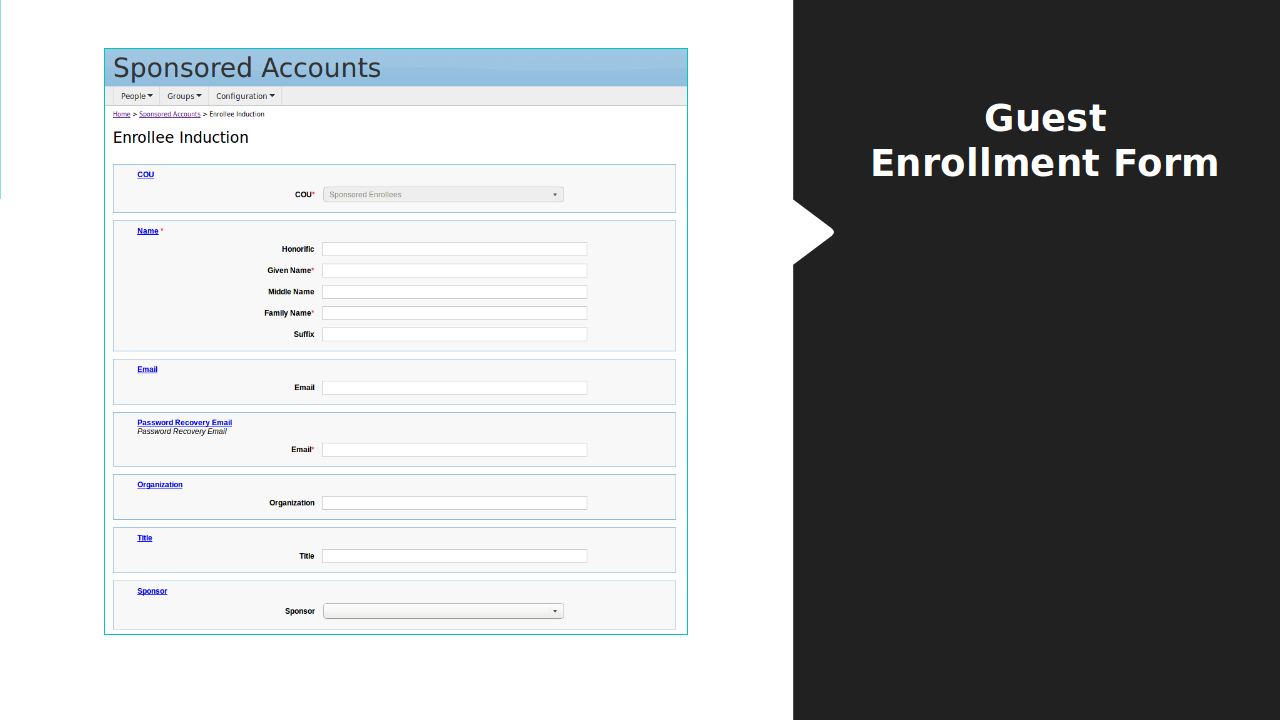 Sponsored Accounts
People Groups Configuration
Home > Sponsored Accounts > Enrollee Induction
Enrollee Induction
COU
COU* Sponsored Enrollees
Name *
Honorific
Given Name*
Middle Name
Family Name*
Suffix
Email
Email
Password Recovery Email
Password Recovery Email
Email*
Organization
Organization
Title
Title
Sponsor
Sponsor
Guest
Enrollment Form